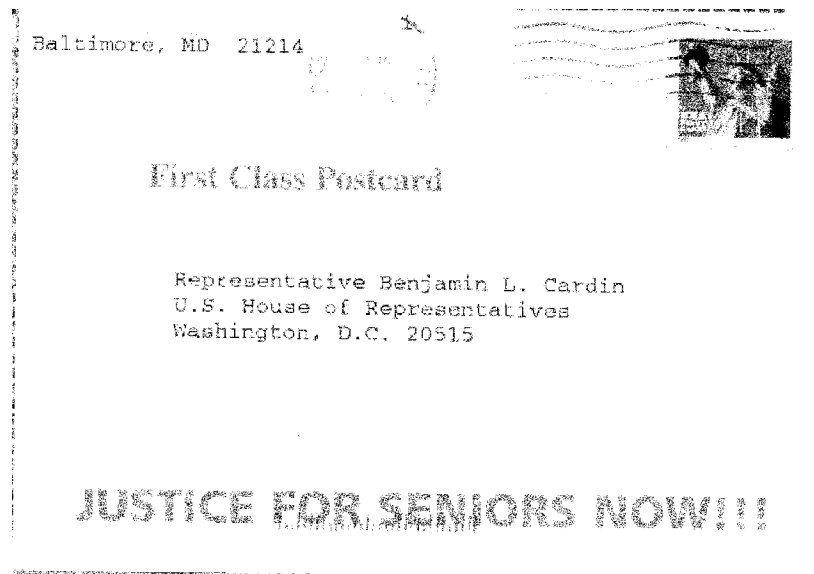 Baltimore, MD 21214
First Class Postcard
Representative Benjamin L. Cardin
U.S. House of Representatives
Washington, D.C. 20515
JUSTICE FOR SENIORS NOW!!!